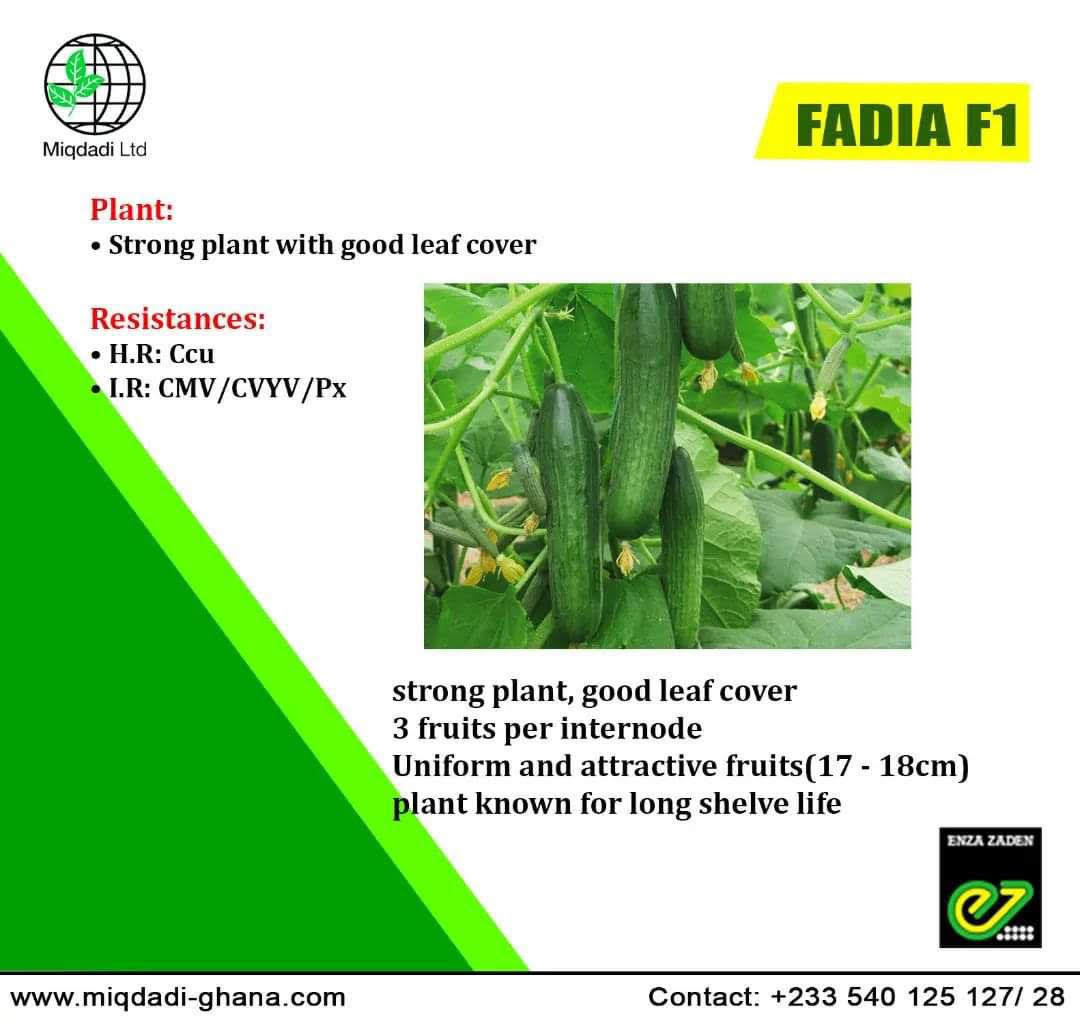 Miqdadi Ltd
FADIA F1
Plant:
• Strong plant with good leaf cover
Resistances:
• H.R: Ccu
• I.R: CMV/CVYV/Px
strong plant, good leaf cover
3 fruits per internode
Uniform and attractive fruits(17 - 18cm)
plant known for long shelve life
ENZA ZADEN
www.miqdadi-ghana.com
Contact: +233 540 125 127/ 28